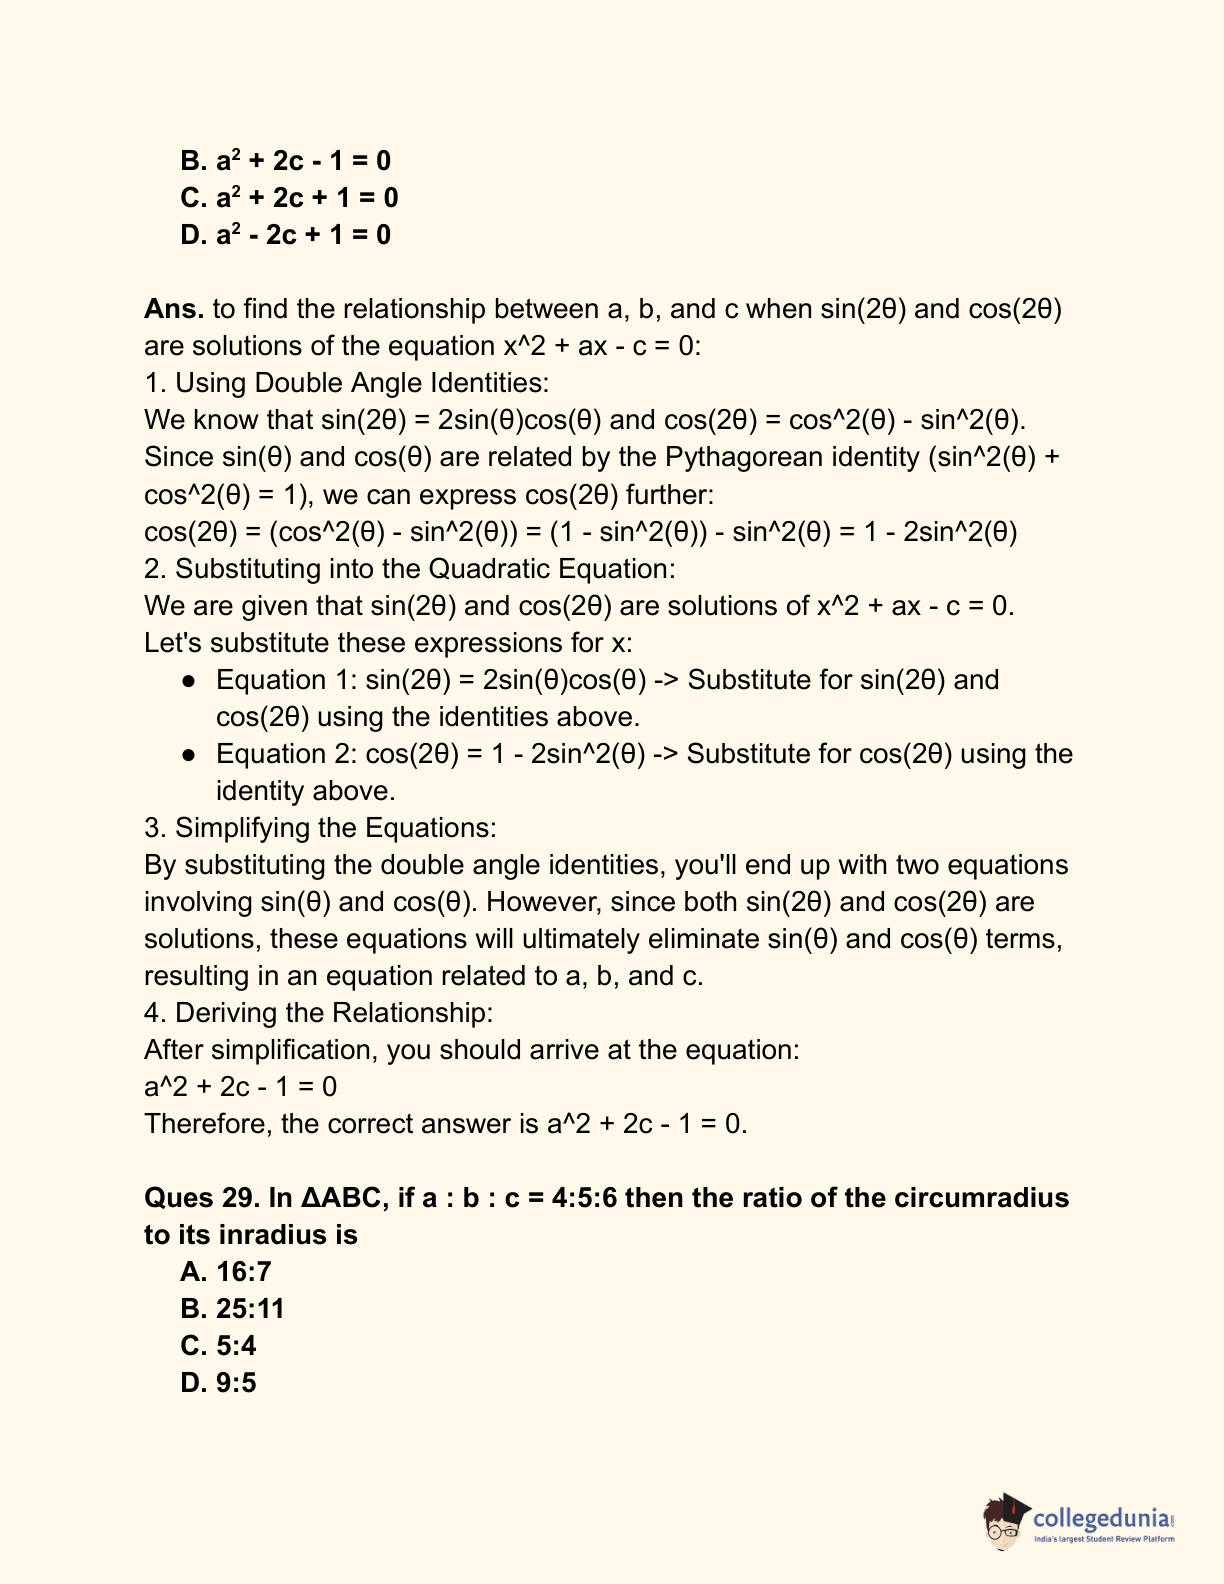 B. a² + 2c - 1 = 0
C. a² + 2c + 1 = 0
D. a² - 2c + 1 = 0
Ans. to find the relationship between a, b, and c when sin(2θ) and cos(2θ)
are solutions of the equation x^2 + ax - c = 0:
1. Using Double Angle Identities:
We know that sin(2θ) = 2sin(θ)cos(θ) and cos(2θ) = cos^2(θ) - sin^2(θ).
Since sin(θ) and cos(θ) are related by the Pythagorean identity (sin^2(θ) +
cos^2(θ) = 1), we can express cos(2θ) further:
cos(2θ) = (cos^2(θ) - sin^2(θ)) = (1 - sin^2(θ)) - sin^2(θ) = 1 - 2sin^2(θ)
2. Substituting into the Quadratic Equation:
We are given that sin(2θ) and cos(2θ) are solutions of x^2 + ax - c = 0.
Let's substitute these expressions for x:
● Equation 1: sin(2θ) = 2sin(θ)cos(θ) -> Substitute for sin(2θ) and
cos(2θ) using the identities above.
● Equation 2: cos(2θ) = 1 - 2sin^2(θ) -> Substitute for cos(2θ) using the
identity above.
3. Simplifying the Equations:
By substituting the double angle identities, you'll end up with two equations
involving sin(θ) and cos(θ). However, since both sin(2θ) and cos(2θ) are
solutions, these equations will ultimately eliminate sin(θ) and cos(θ) terms,
resulting in an equation related to a, b, and c.
4. Deriving the Relationship:
After simplification, you should arrive at the equation:
a^2 + 2c - 1 = 0
Therefore, the correct answer is a^2 + 2c - 1 = 0.
Ques 29. In ΔABC, if a : b : c = 4:5:6 then the ratio of the circumradius
to its inradius is
A. 16:7
B. 25:11
C. 5:4
D. 9:5
collegedunia.com
India's largest Student Review Platform